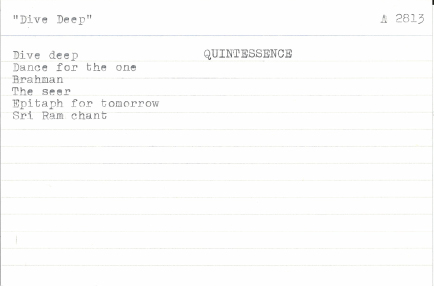 "Dive Deep" A 2813
Dive deep QUINTESSENCE
Dance for the one
Brahman
The seer
Epitaph for tomorrow
Sri Ram chant